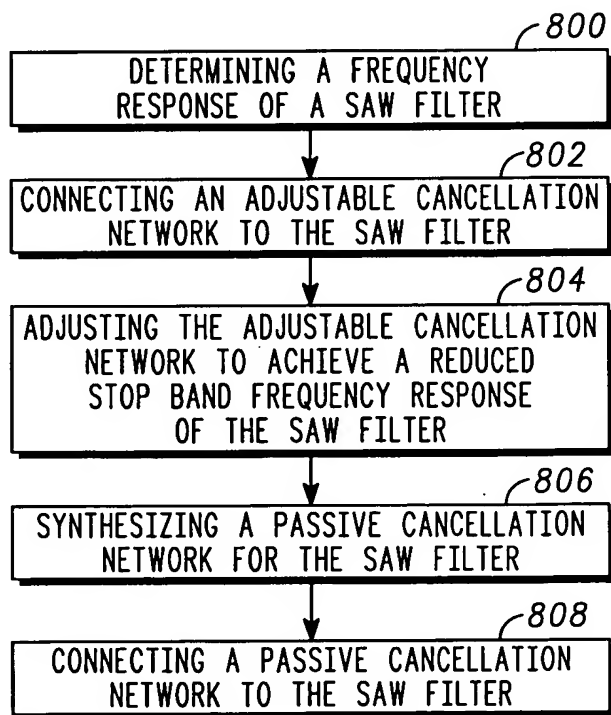 800
DETERMINING A FREQUENCY
RESPONSE OF A SAW FILTER
802
CONNECTING AN ADJUSTABLE CANCELLATION
NETWORK TO THE SAW FILTER
804
ADJUSTING THE ADJUSTABLE CANCELLATION
NETWORK TO ACHIEVE A REDUCED
STOP BAND FREQUENCY RESPONSE
OF THE SAW FILTER
806
SYNTHESIZING A PASSIVE CANCELLATION
NETWORK FOR THE SAW FILTER
808
CONNECTING A PASSIVE CANCELLATION
NETWORK TO THE SAW FILTER